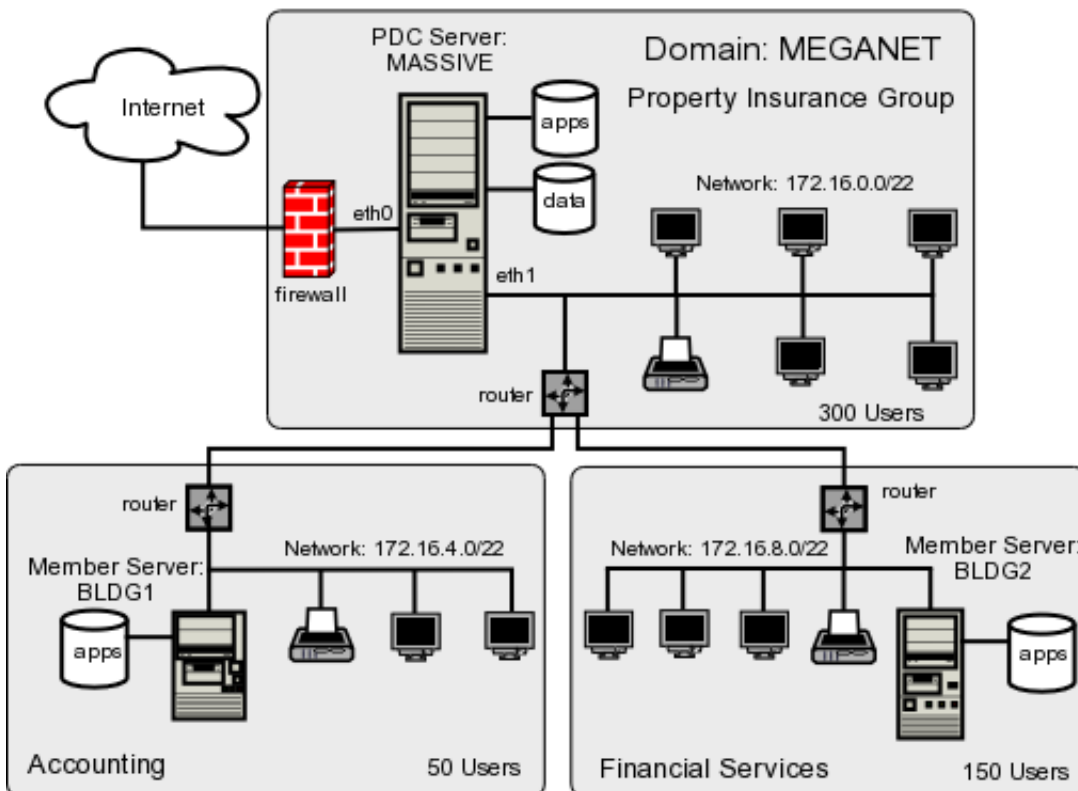 PDC Server:
MASSIVE
Domain: MEGANET
Property Insurance Group
Internet
apps
data
Network: 172.16.0.0/22
eth0
eth1
firewall
router
300 Users
router
Network: 172.16.4.0/22
Member Server:
BLDG1
apps
Accounting
50 Users
router
Network: 172.16.8.0/22
Member Server:
BLDG2
apps
Financial Services
150 Users